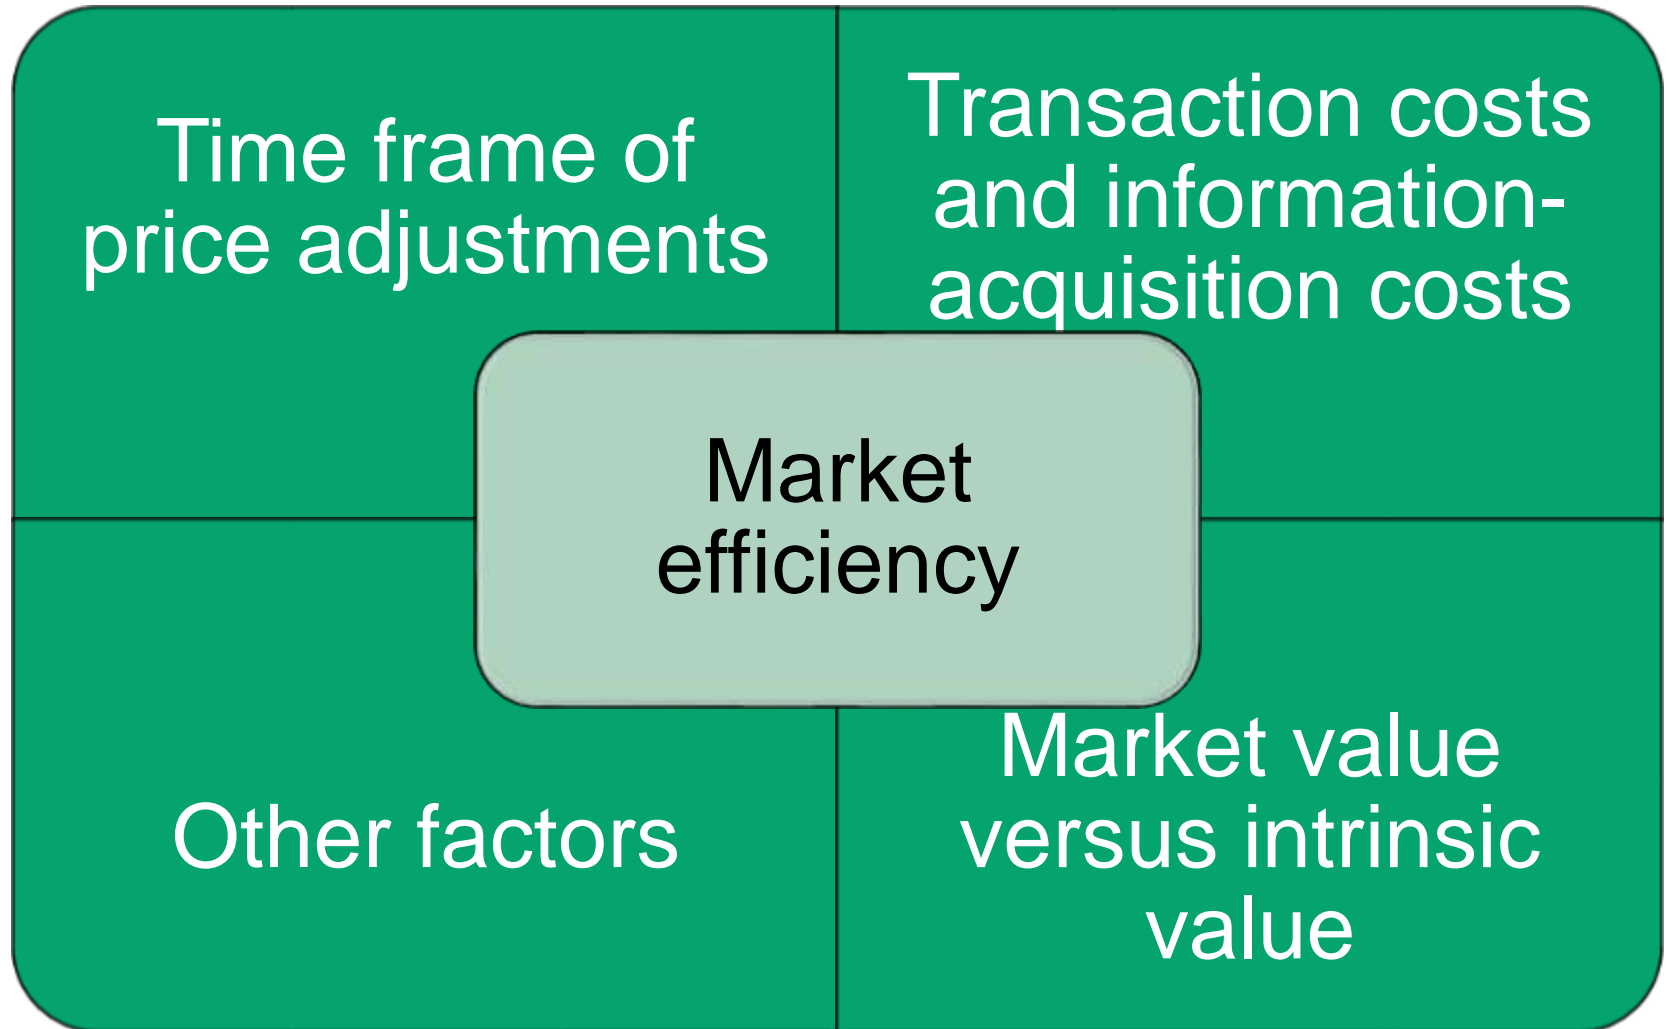 Time frame of
price adjustments
Transaction costs
and information-
acquisition costs
Market
efficiency
Other factors
Market value
versus intrinsic
value